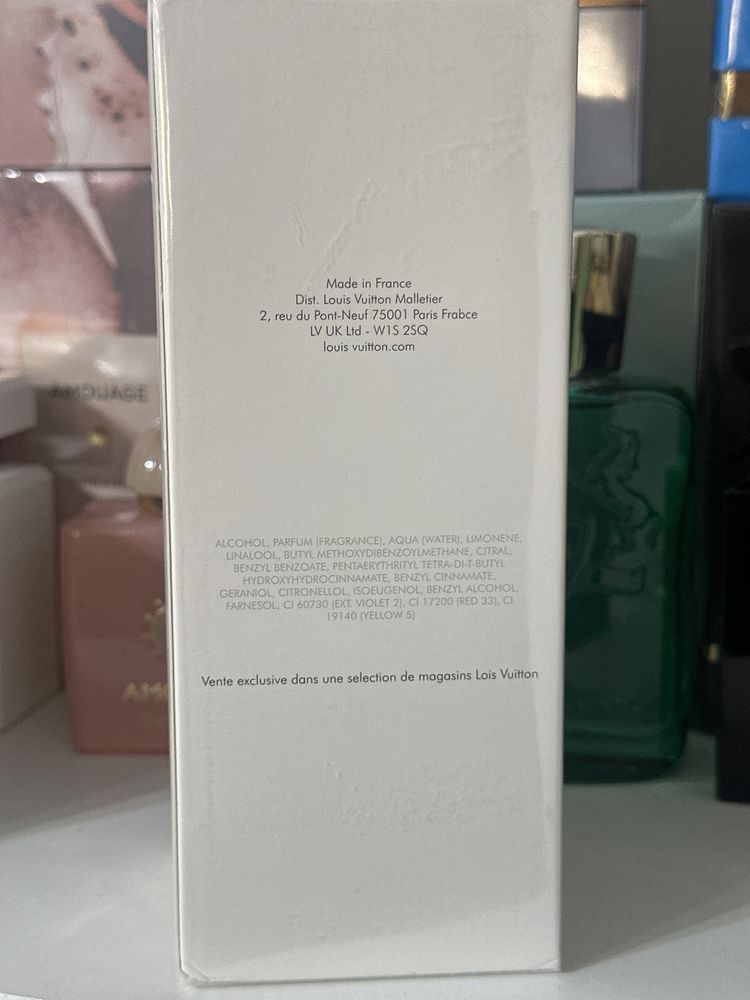 Made in France
Dist. Louis Vuitton Malletier
2, reu du Pont-Neuf 75001 Paris Frabce
LV UK Ltd - W1S 2SQ
louis vuitton.com
AMOUAGE
ALCOHOL, PARFUM (FRAGRANCE), AQUA (WATER), LIMONENE,
LINALOOL, BUTYL METHOXYDIBENZOYLMETHANE, CITRAL,
BENZYL BENZOATE, PENTAERYTHRITYL TETRA-DI-T-BUTYL
HYDROXYHYDROCINNAMATE, BENZYL CINNAMATE,
GERANIOL, CITRONELLOL, ISOEUGENOL, BENZYL ALCOHOL,
FARNESOL, CI 60730 (EXT. VIOLET 2), CI 17200 (RED 33), CI
19140 (YELLOW 5)
Vente exclusive dans une selection de magasins Lois Vuitton